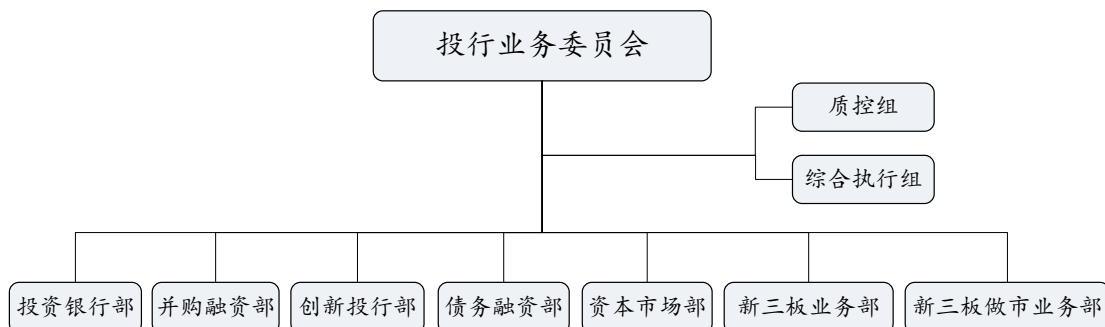 投行业务委员会
质控组
综合执行组
投资银行部
并购融资部
创新投行部
债务融资部
资本市场部
新三板业务部
新三板做市业务部